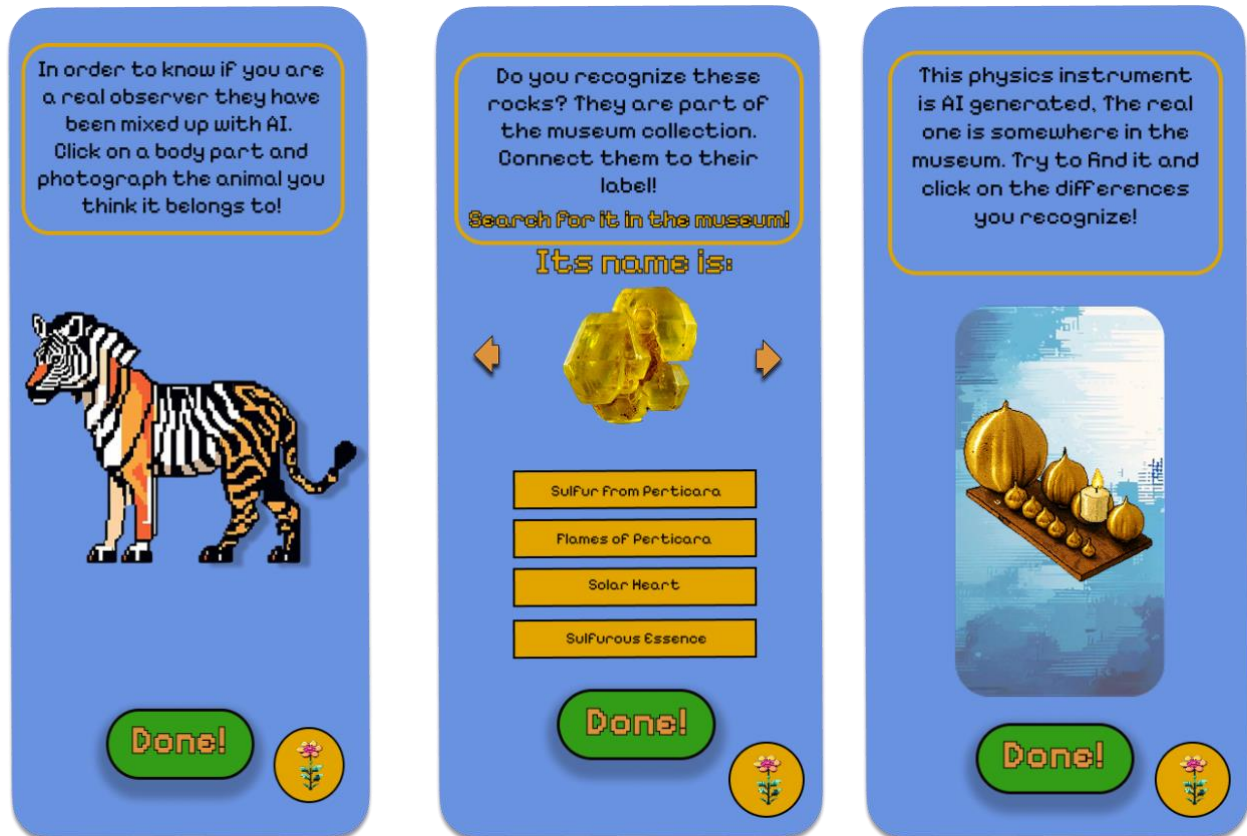 In order to know if you are
a real observer they have
been mixed up with AI.
Click on a body part and
photograph the animal you
think it belongs to!
Done!
Do you recognize these
rocks? They are part of
the museum collection.
Connect them to their
label!
Search for it in the museum!
Its name is:
Sulfur from Perticara
Flames of Perticara
Solar Heart
Sulfurous Essence
Done!
This physics instrument
is AI generated, The real
one is somewhere in the
museum. Try to find it and
click on the differences
you recognize!
Done!